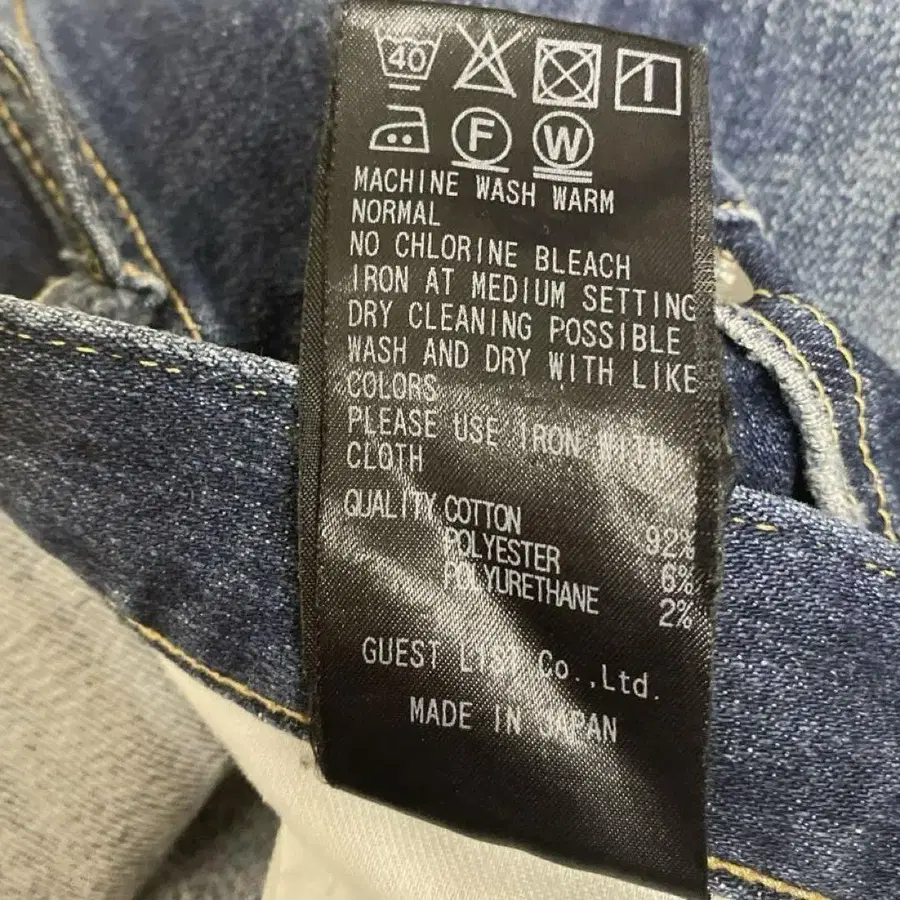 40
F W
MACHINE WASH WARM
NORMAL
NO CHLORINE BLEACH
IRON AT MEDIUM SETTING
DRY CLEANING POSSIBLE
WASH AND DRY WITH LIKE
COLORS
PLEASE USE IRON WITH
CLOTH
QUALITY COTTON 92%
POLYESTER 6%
POLYURETHANE 2%
GUEST LIST Co.,Ltd.
MADE IN JAPAN